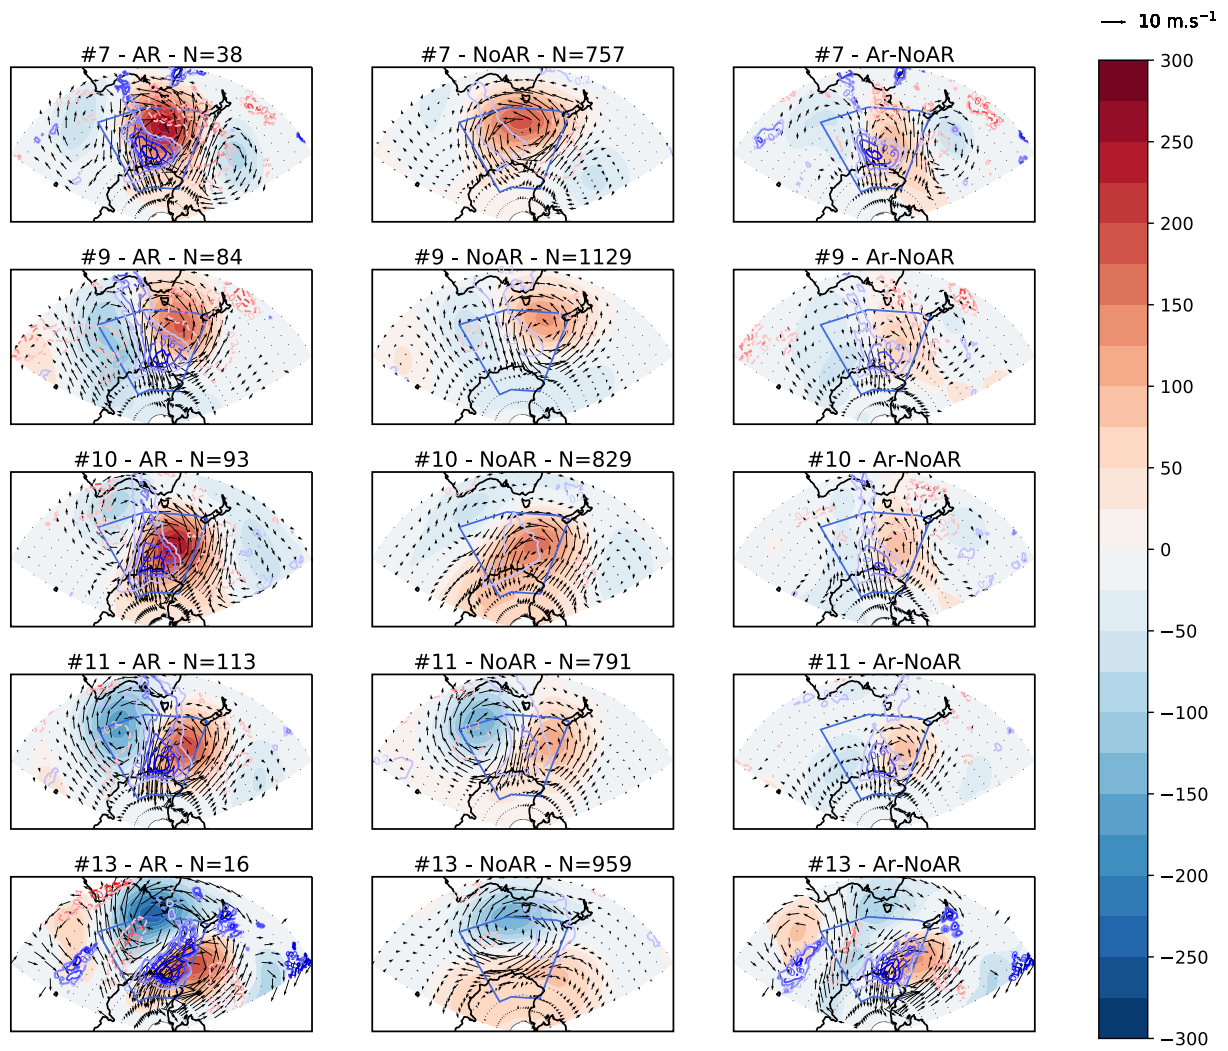 10 m.s⁻¹
#7 - AR - N=38
#7 - NoAR - N=757
#7 - Ar-NoAR
#9 - AR - N=84
#9 - NoAR - N=1129
#9 - Ar-NoAR
#10 - AR - N=93
#10 - NoAR - N=829
#10 - Ar-NoAR
#11 - AR - N=113
#11 - NoAR - N=791
#11 - Ar-NoAR
#13 - AR - N=16
#13 - NoAR - N=959
#13 - Ar-NoAR
300
250
200
150
100
50
0
−50
−100
−150
−200
−250
−300